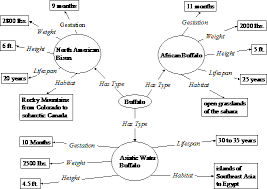 9 months
11 months
2800 lbs.
Gestation
Gestation
2000 lbs.
Weight
Weight
6 ft.
Height
North American
Bison
African Buffalo
Height
5 ft.
20 years
Lifespan
Lifespan
25 years
Habitat
Has Type
Has Type
Habitat
Rocky Mountains
from Colorado to
subarctic Canada
Buffalo
open grasslands
of the sahara
Has Type
10 Months
Gestation
Lifespan
30 to 35 years
2500 lbs.
Weight
Asiatic Water
Buffalo
Habitat
islands of
Southeast Asia
to Egypt
4.5 ft.
Height